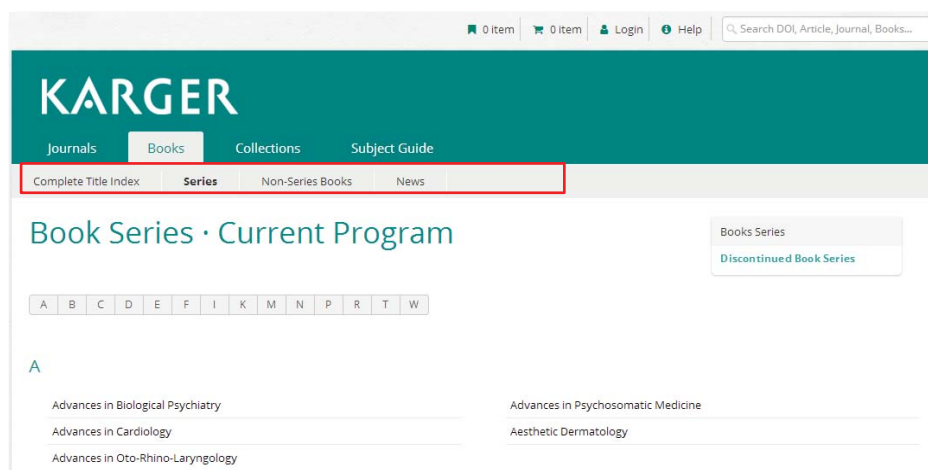 0 item 0 item Login Help Search DOI, Article, Journal, Books...
KARGER
Journals Books Collections Subject Guide
Complete Title Index Series Non-Series Books News
Book Series · Current Program
Books Series
Discontinued Book Series
A B C D E F I K M N P R T W
A
Advances in Biological Psychiatry Advances in Psychosomatic Medicine
Advances in Cardiology Aesthetic Dermatology
Advances in Oto-Rhino-Laryngology